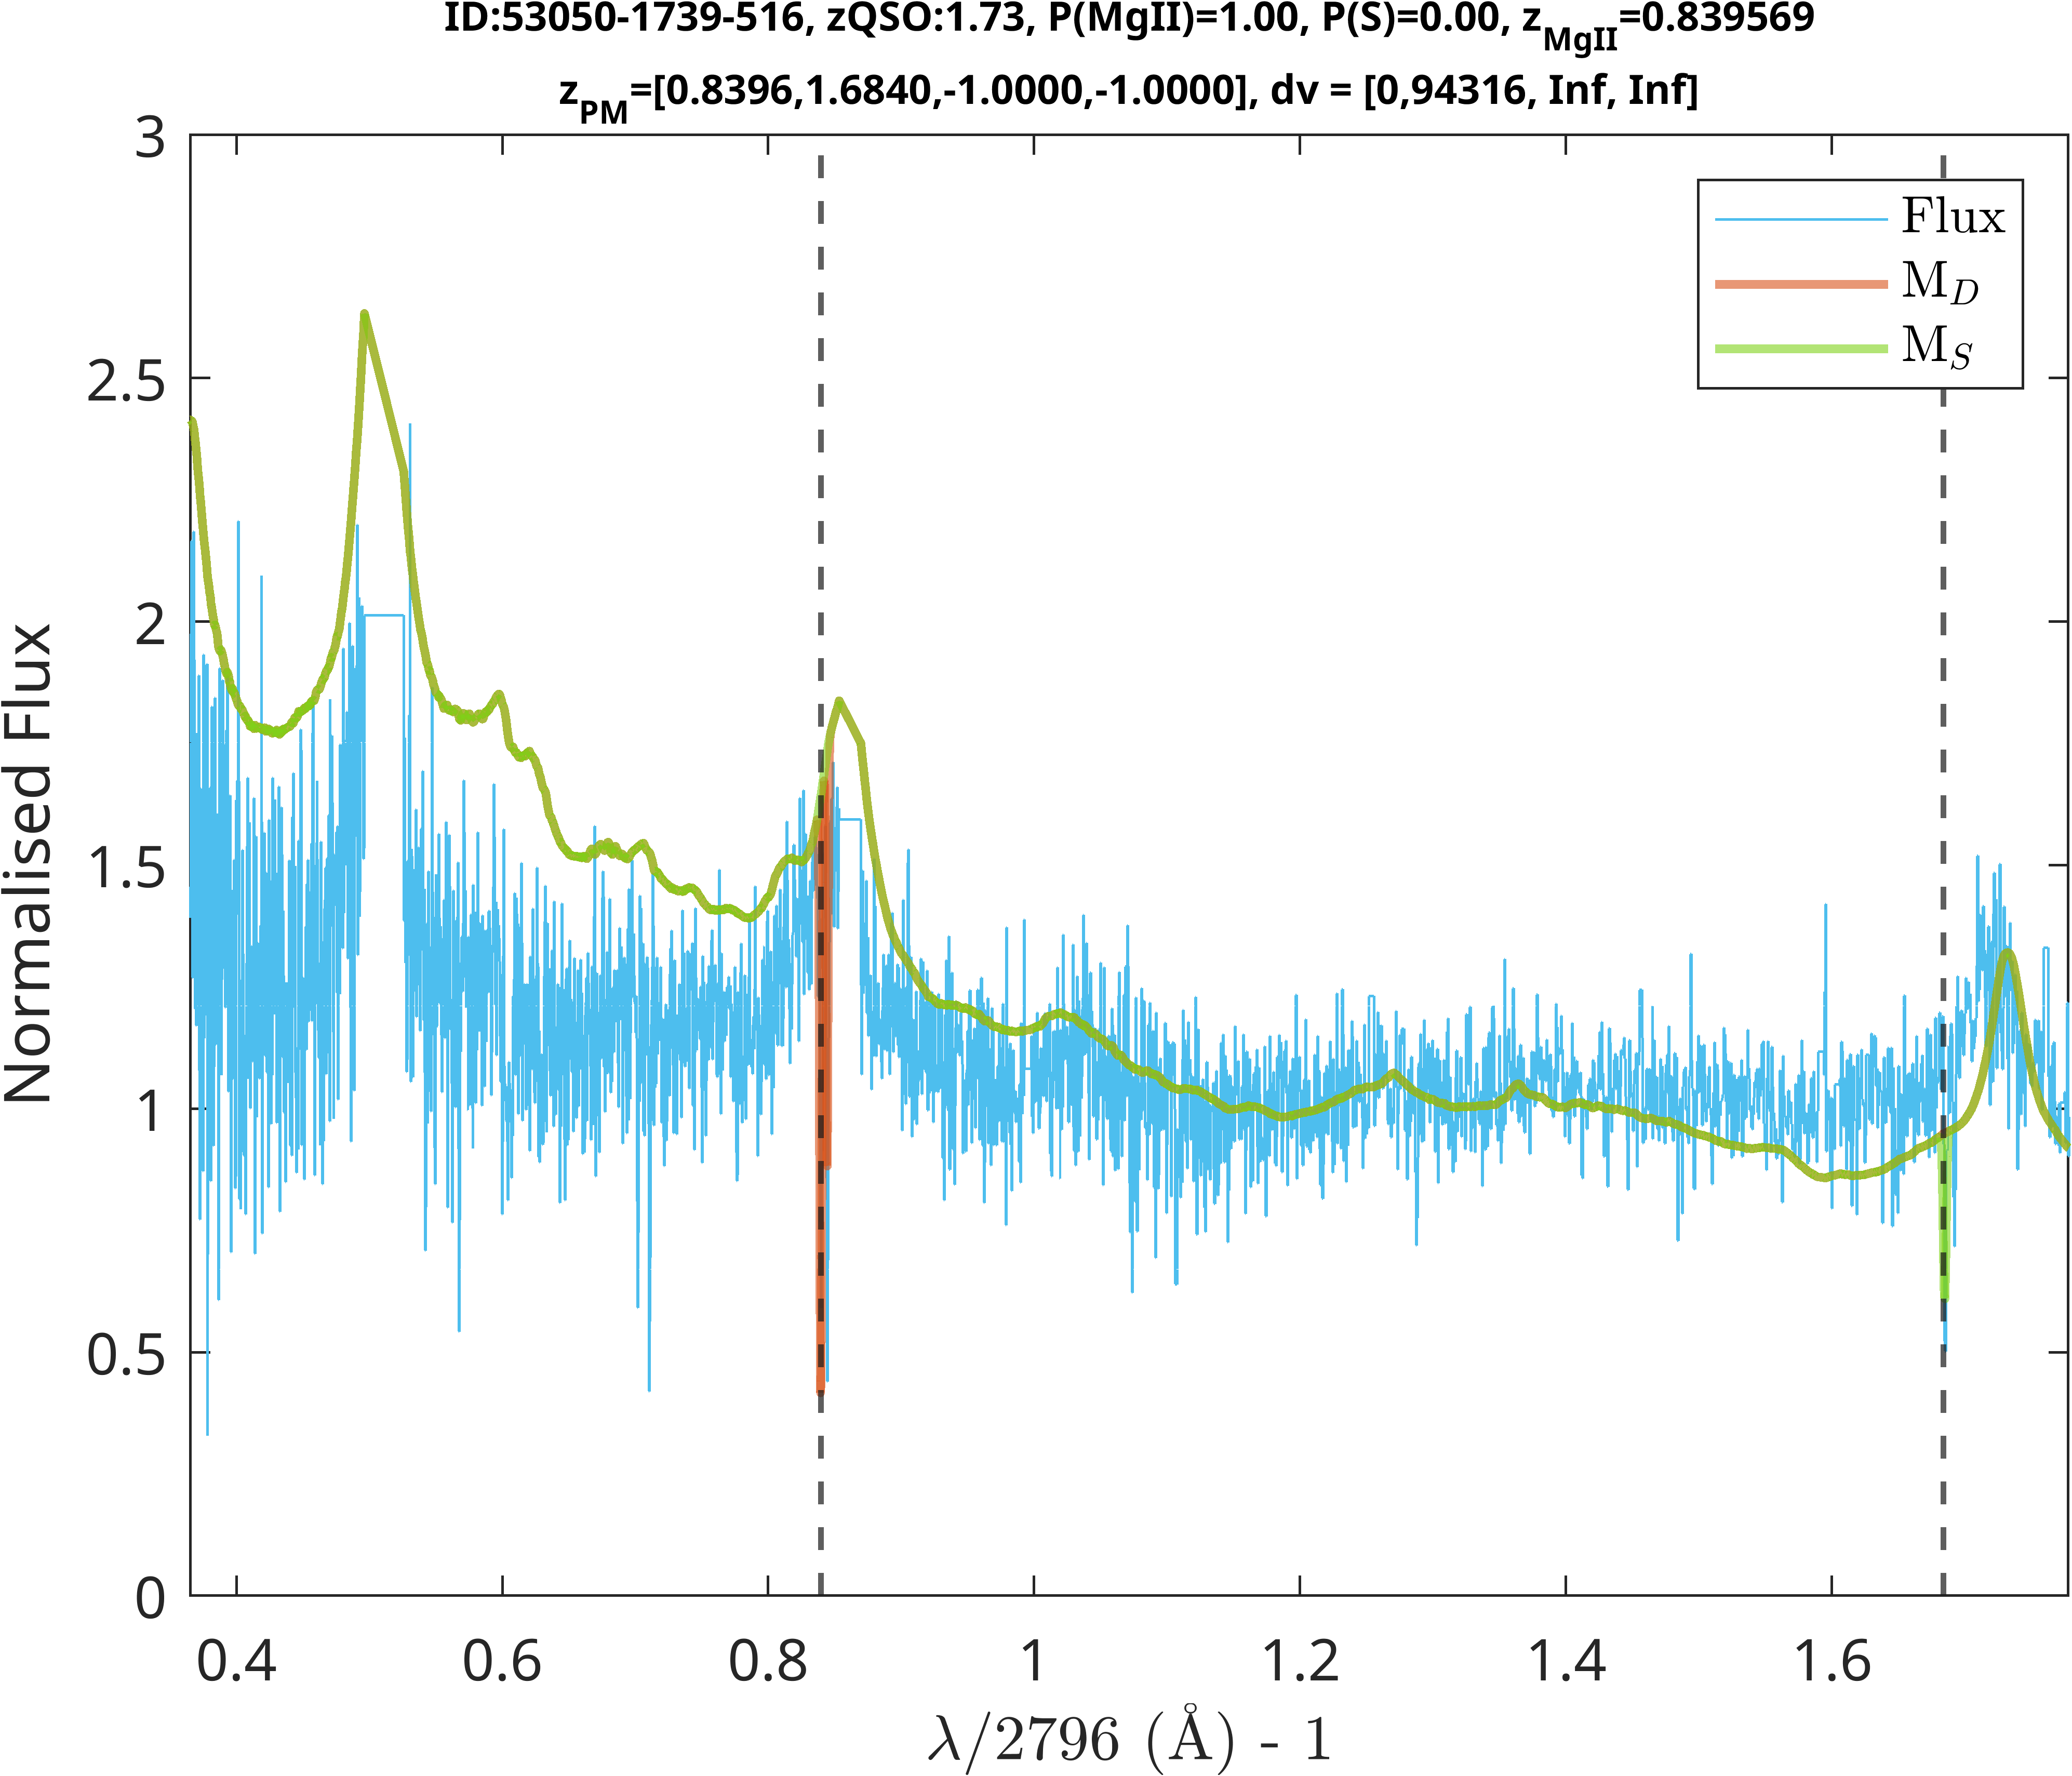 ID:53050-1739-516, zQSO:1.73, P(MgII)=1.00, P(S)=0.00, zMgII=0.839569
zPM=[0.8396,1.6840,-1.0000,-1.0000], dv = [0,94316, Inf, Inf]
3
2.5
2
1.5
1
0.5
0
Normalised Flux
Flux
MD
MS
0.4 0.6 0.8 1 1.2 1.4 1.6
λ/2796 (Å) - 1